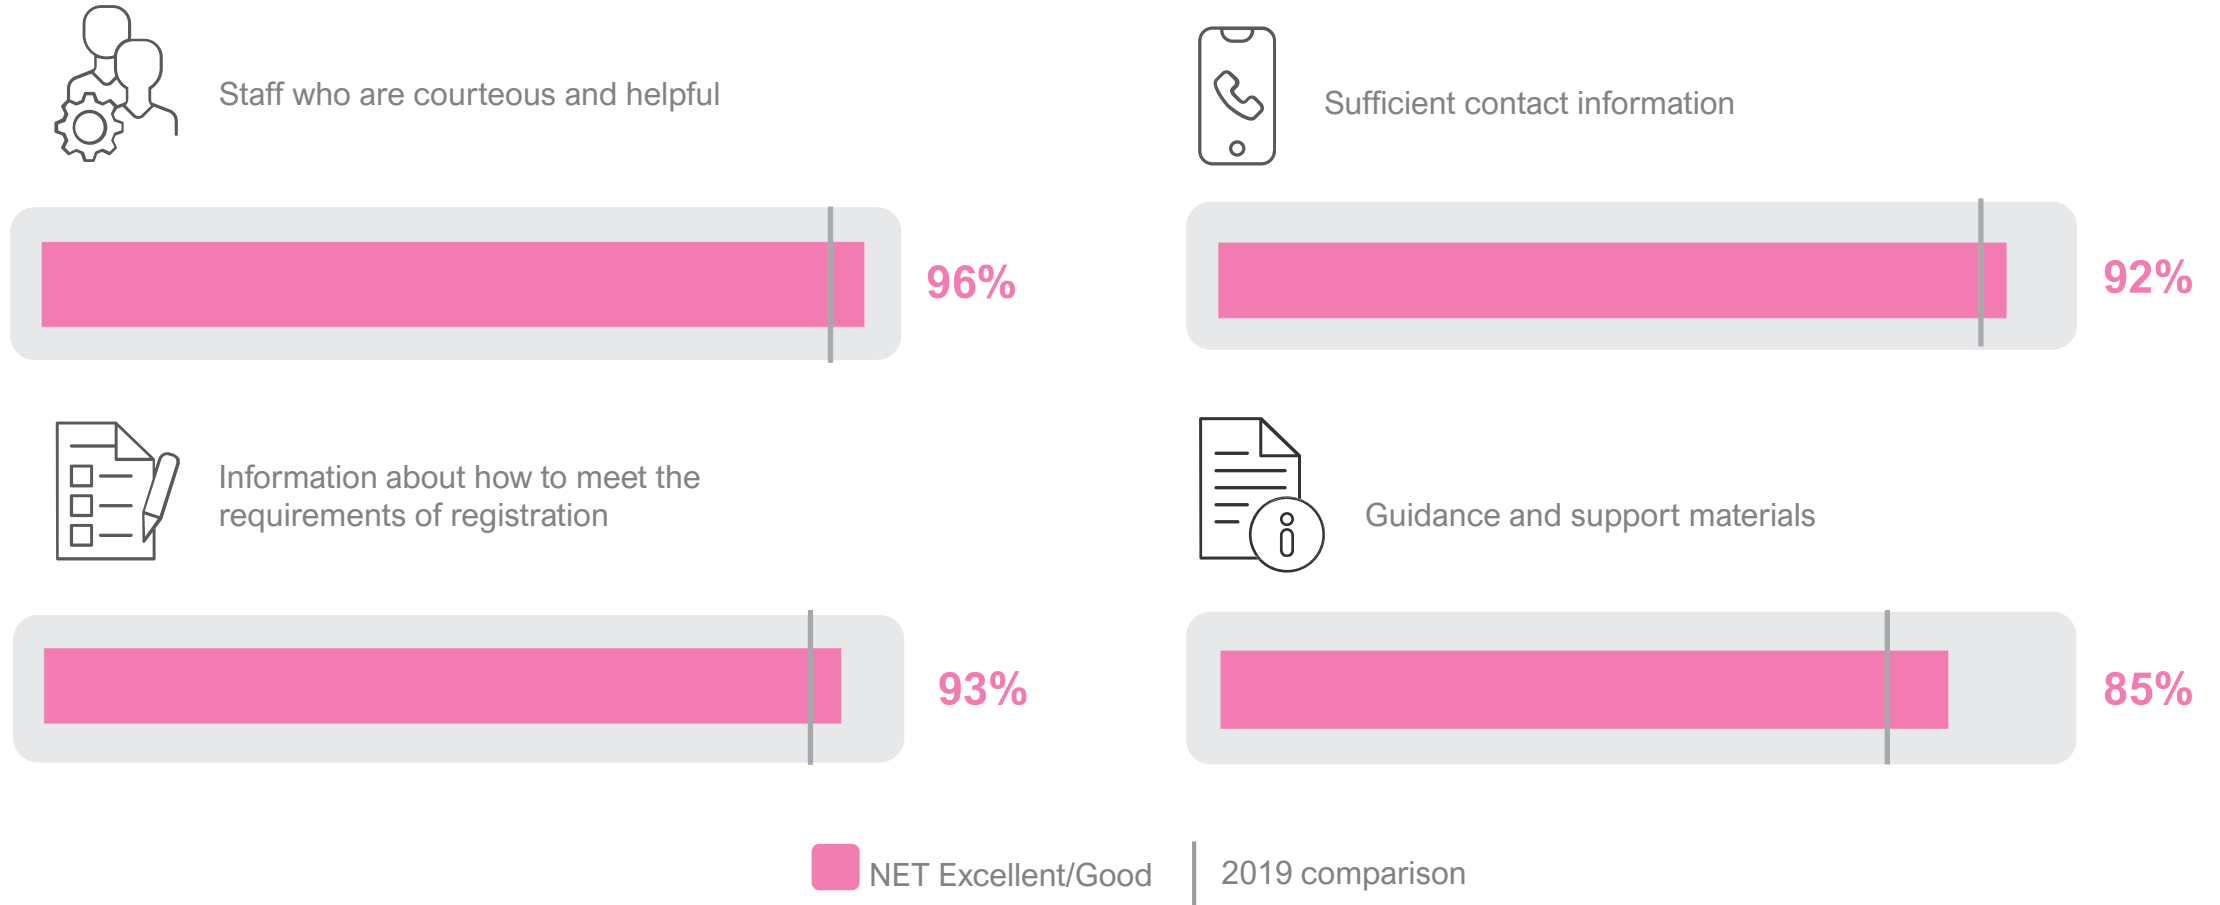 Staff who are courteous and helpful
96%
Sufficient contact information
92%
Information about how to meet the
requirements of registration
93%
Guidance and support materials
85%
NET Excellent/Good
2019 comparison